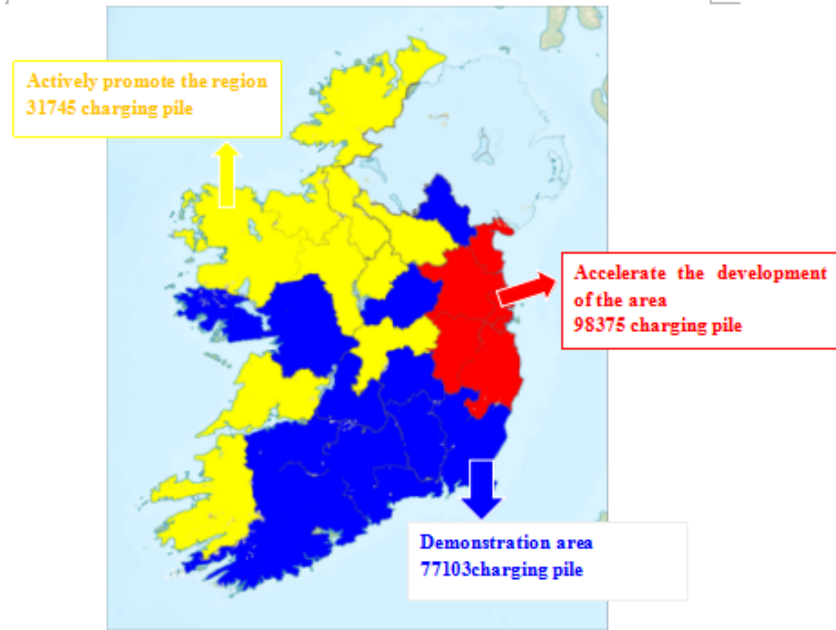 Actively promote the region
31745 charging pile
Accelerate the development
of the area
98375 charging pile
Demonstration area
77103charging pile